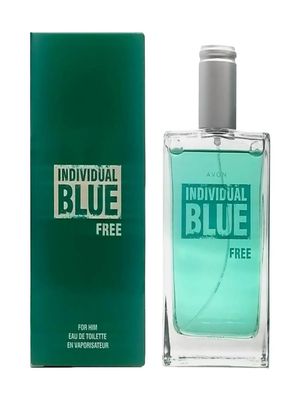 INDIVIDUAL
BLUE
FREE
FOR HIM
EAU DE TOILETTE
EN VAPORISATEUR
AVON
INDIVIDUAL
BLUE
FREE